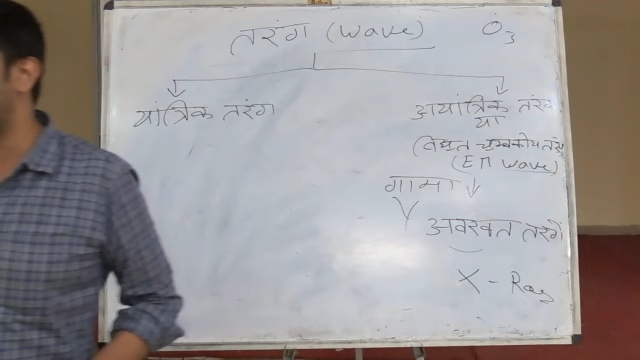 तरंग (wave) O3
यांत्रिक तरंग
अयांत्रिक तरंग
या
विद्युत चुम्बकीय तरंग
(EM wave)
गामा
γ अवरक्त तरंगें
X - Ray